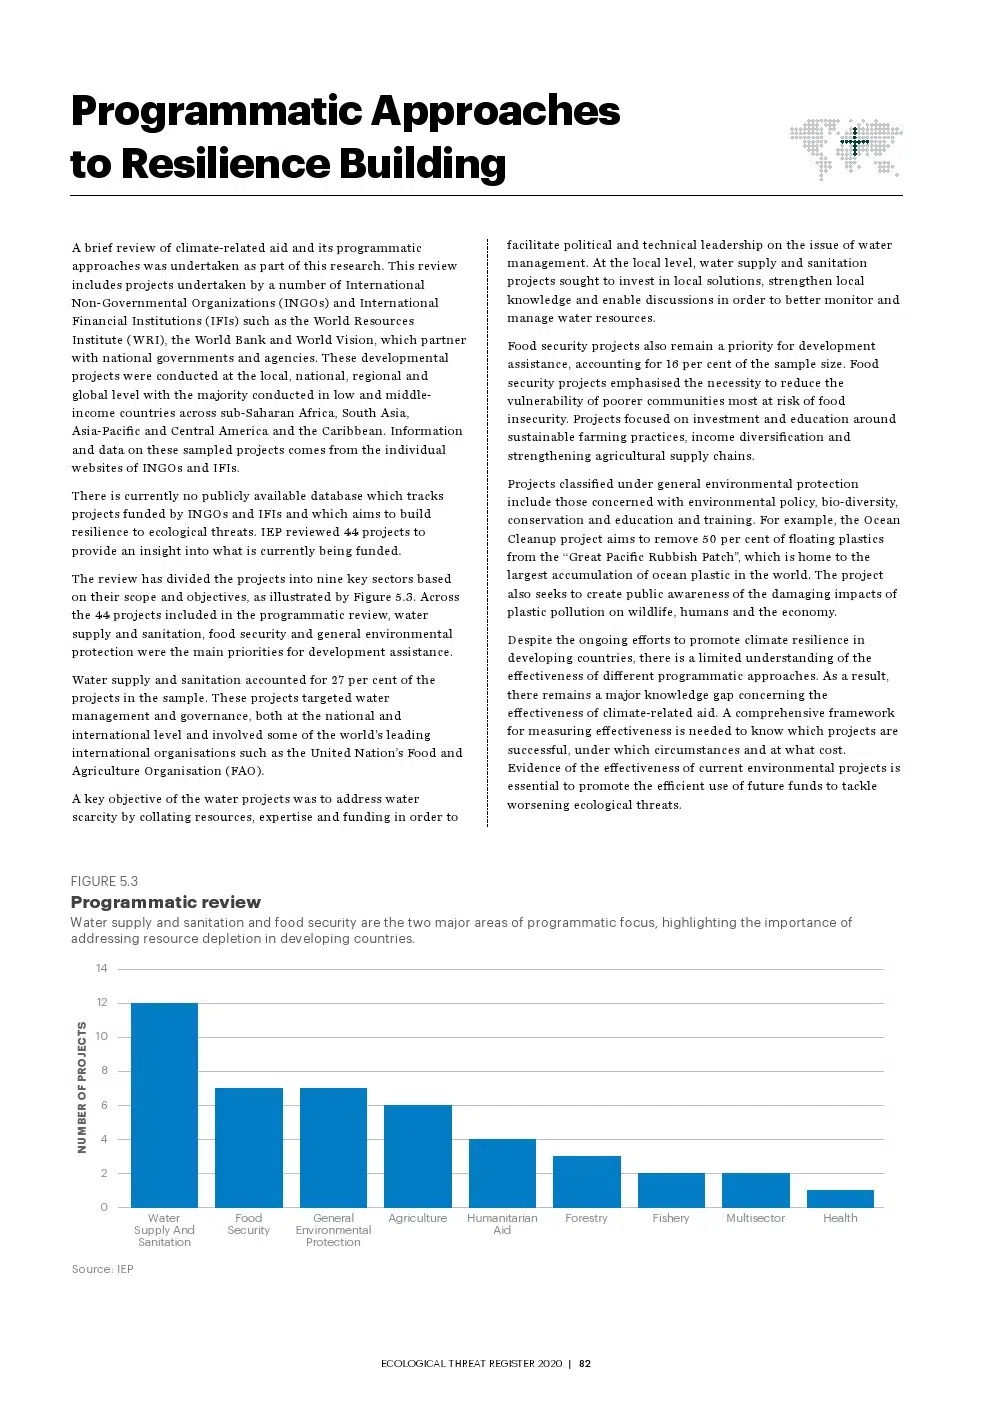 Programmatic Approaches
to Resilience Building
A brief review of climate-related aid and its programmatic
approaches was undertaken as part of this research. This review
includes projects undertaken by a number of International
Non-Governmental Organizations (INGOs) and International
Financial Institutions (IFIs) such as the World Resources
Institute (WRI), the World Bank and World Vision, which partner
with national governments and agencies. These developmental
projects were conducted at the local, national, regional and
global level with the majority conducted in low and middle-
income countries across sub-Saharan Africa, South Asia,
Asia-Pacific and Central America and the Caribbean. Information
and data on these sampled projects comes from the individual
websites of INGOs and IFIs.
There is currently no publicly available database which tracks
projects funded by INGOs and IFIs and which aims to build
resilience to ecological threats. IEP reviewed 44 projects to
provide an insight into what is currently being funded.
The review has divided the projects into nine key sectors based
on their scope and objectives, as illustrated by Figure 5.3. Across
the 44 projects included in the programmatic review, water
supply and sanitation, food security and general environmental
protection were the main priorities for development assistance.
Water supply and sanitation accounted for 27 per cent of the
projects in the sample. These projects targeted water
management and governance, both at the national and
international level and involved some of the world's leading
international organisations such as the United Nation's Food and
Agriculture Organisation (FAO).
A key objective of the water projects was to address water
scarcity by collating resources, expertise and funding in order to
facilitate political and technical leadership on the issue of water
management. At the local level, water supply and sanitation
projects sought to invest in local solutions, strengthen local
knowledge and enable discussions in order to better monitor and
manage water resources.
Food security projects also remain a priority for development
assistance, accounting for 16 per cent of the sample size. Food
security projects emphasised the necessity to reduce the
vulnerability of poorer communities most at risk of food
insecurity. Projects focused on investment and education around
sustainable farming practices, income diversification and
strengthening agricultural supply chains.
Projects classified under general environmental protection
include those concerned with environmental policy, bio-diversity,
conservation and education and training. For example, the Ocean
Cleanup project aims to remove 50 per cent of floating plastics
from the “Great Pacific Rubbish Patch”, which is home to the
largest accumulation of ocean plastic in the world. The project
also seeks to create public awareness of the damaging impacts of
plastic pollution on wildlife, humans and the economy.
Despite the ongoing efforts to promote climate resilience in
developing countries, there is a limited understanding of the
effectiveness of different programmatic approaches. As a result,
there remains a major knowledge gap concerning the
effectiveness of climate-related aid. A comprehensive framework
for measuring effectiveness is needed to know which projects are
successful, under which circumstances and at what cost.
Evidence of the effectiveness of current environmental projects is
essential to promote the efficient use of future funds to tackle
worsening ecological threats.
FIGURE 5.3
Programmatic review
Water supply and sanitation and food security are the two major areas of programmatic focus, highlighting the importance of
addressing resource depletion in developing countries.
NUMBER OF PROJECTS
14
12
10
8
6
4
2
0
Water
Supply And
Sanitation
Food
Security
General
Environmental
Protection
Agriculture
Humanitarian
Aid
Forestry
Fishery
Multisector
Health
Source: IEP
ECOLOGICAL THREAT REGISTER 2020 | 82